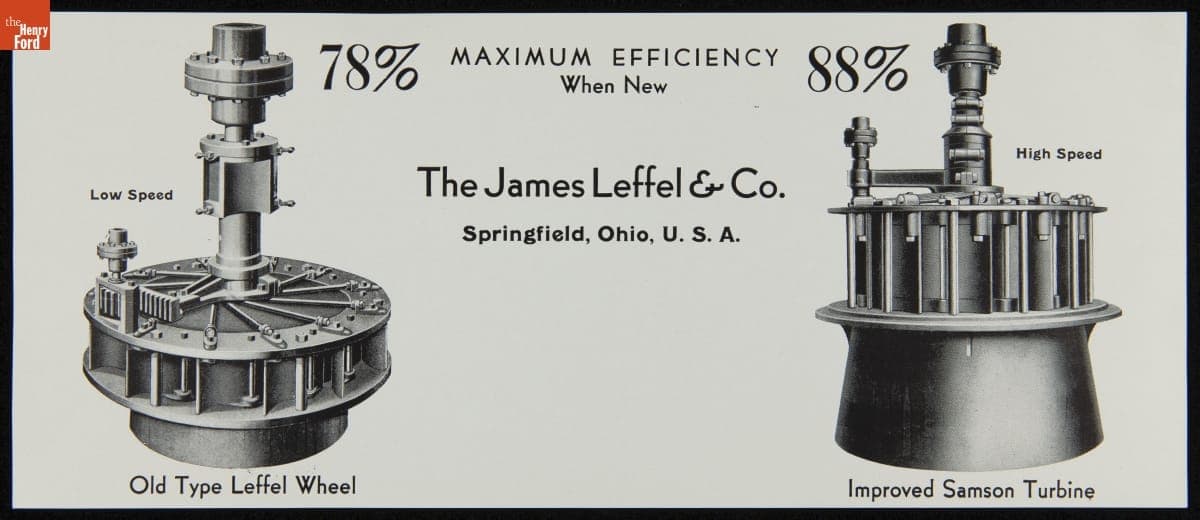 the
Henry
Ford
78%
MAXIMUM EFFICIENCY
When New
88%
The James Leffel & Co.
Springfield, Ohio, U. S. A.
Low Speed
High Speed
Old Type Leffel Wheel
Improved Samson Turbine